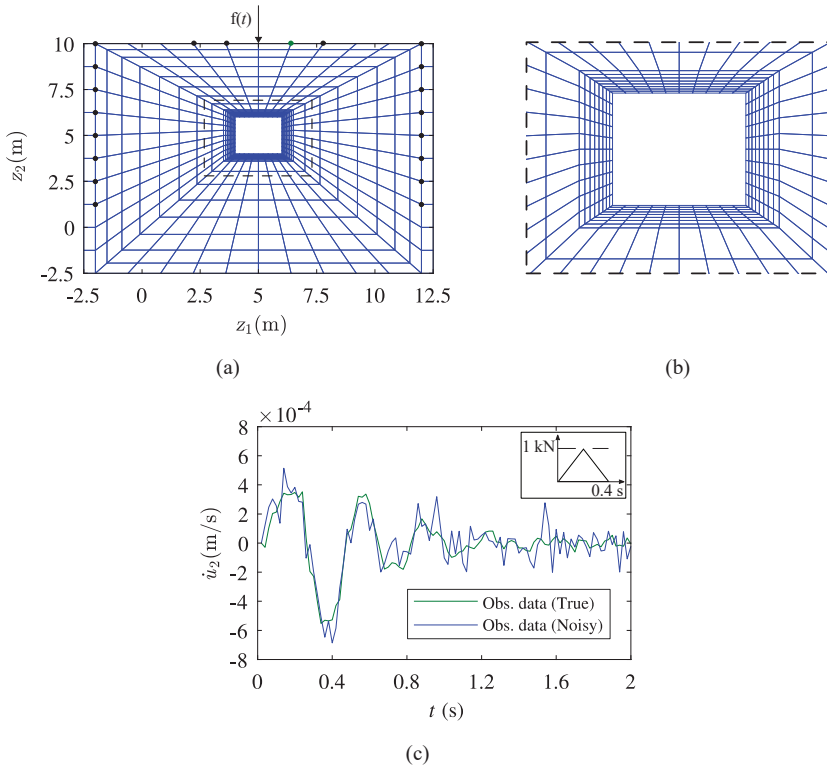 f(t)
10
7.5
5
2.5
0
-2.5
z₂(m)
-2.5 0 2.5 5 7.5 10 12.5
z₁(m)
(a)
(b)
×10⁻⁴
8
6
4
2
0
-2
-4
-6
-8
u̇₂(m/s)
1 kN
0.4 s
Obs. data (True)
Obs. data (Noisy)
0 0.4 0.8 1.2 1.6 2
t (s)
(c)